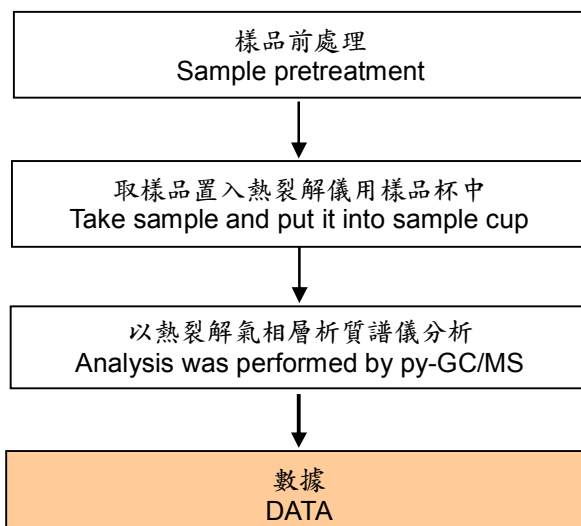 樣品前處理
Sample pretreatment
取樣品置入熱裂解儀用樣品杯中
Take sample and put it into sample cup
以熱裂解氣相層析質譜儀分析
Analysis was performed by py-GC/MS
數據
DATA